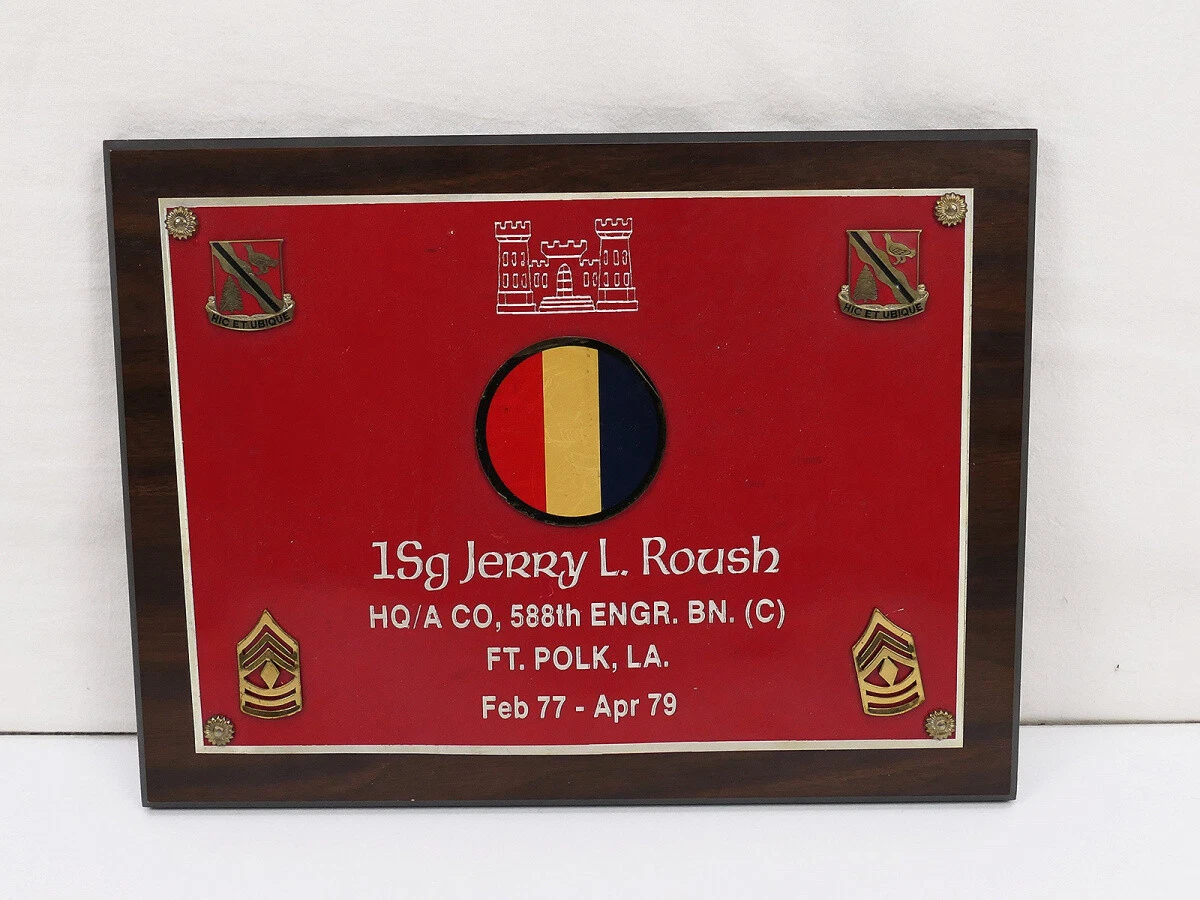 HIC ET UBIQUE
HIC ET UBIQUE
1Sg Jerry L. Roush
HQ/A CO, 588th ENGR. BN. (C)
FT. POLK, LA.
Feb 77 - Apr 79